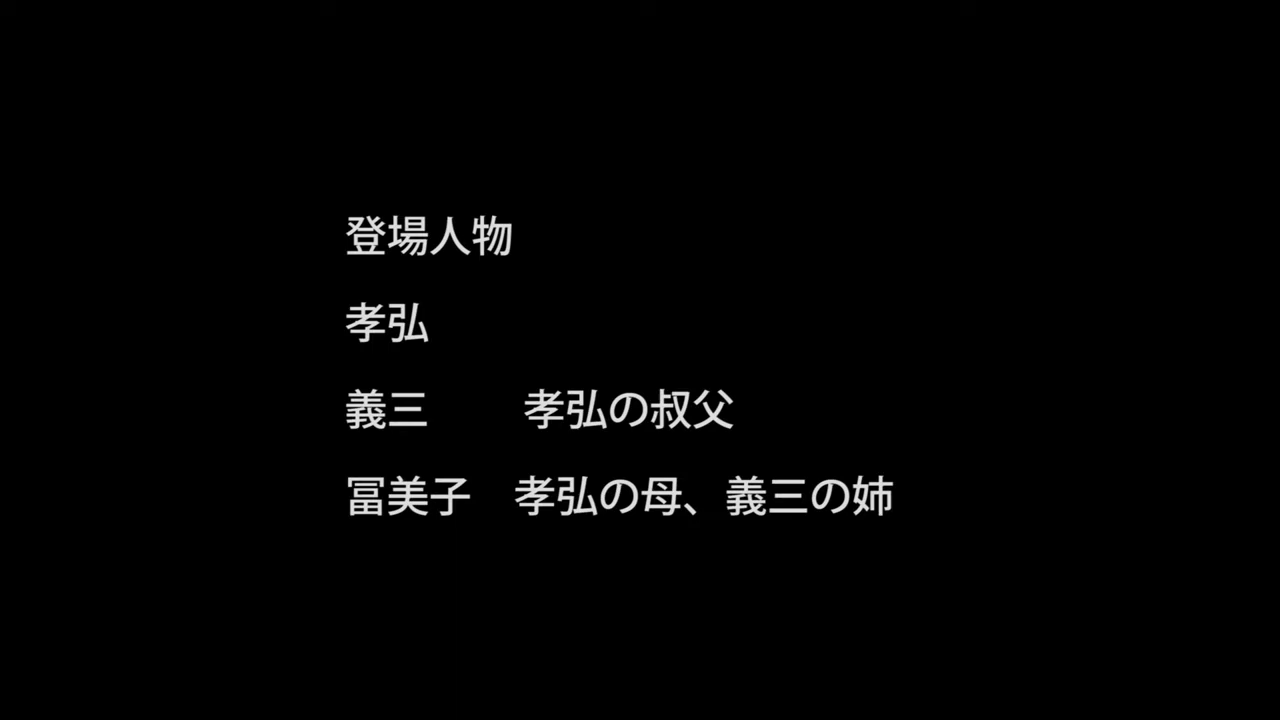 登場人物
孝弘
義三　　孝弘の叔父
冨美子　孝弘の母、義三の姉